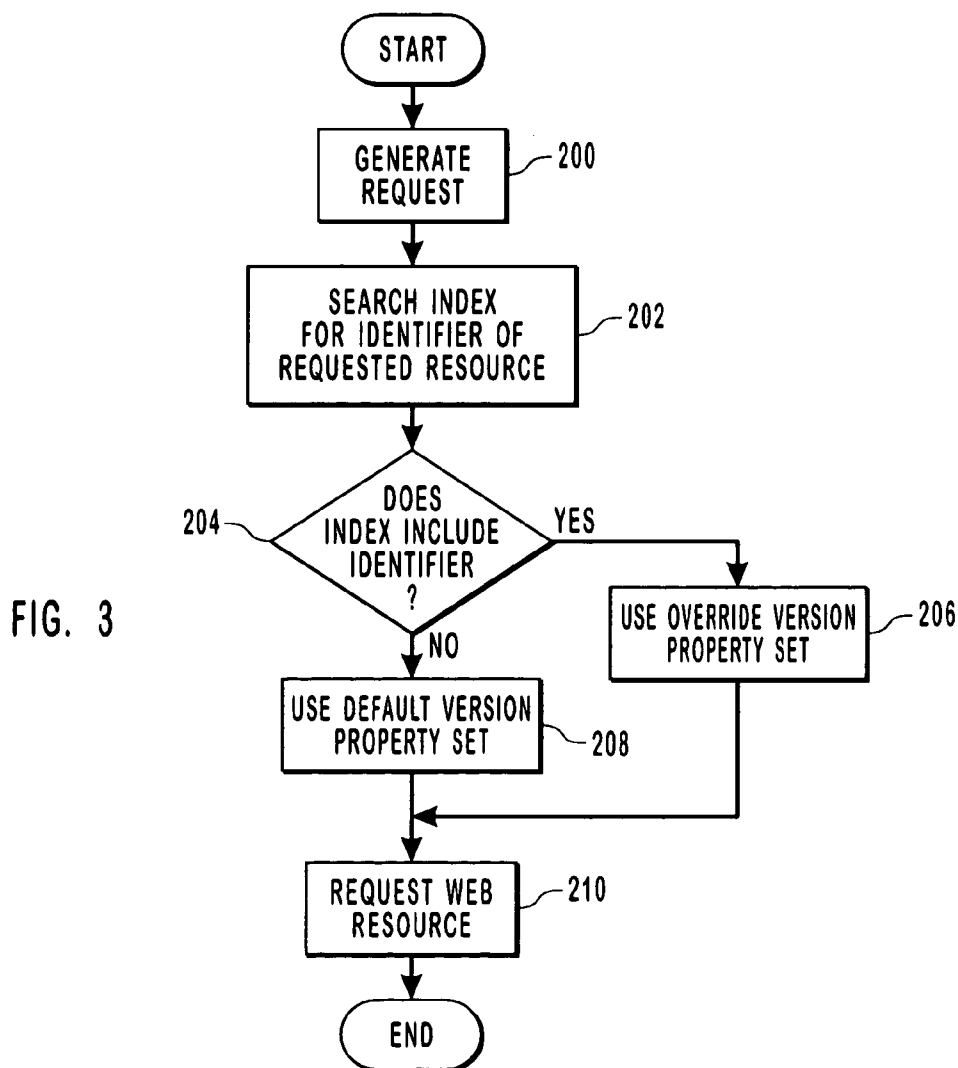 START
GENERATE
REQUEST
200
SEARCH INDEX
FOR IDENTIFIER OF
REQUESTED RESOURCE
202
DOES
INDEX INCLUDE
IDENTIFIER
?
204
YES
NO
USE OVERRIDE VERSION
PROPERTY SET
206
USE DEFAULT VERSION
PROPERTY SET
208
REQUEST WEB
RESOURCE
210
END
FIG. 3